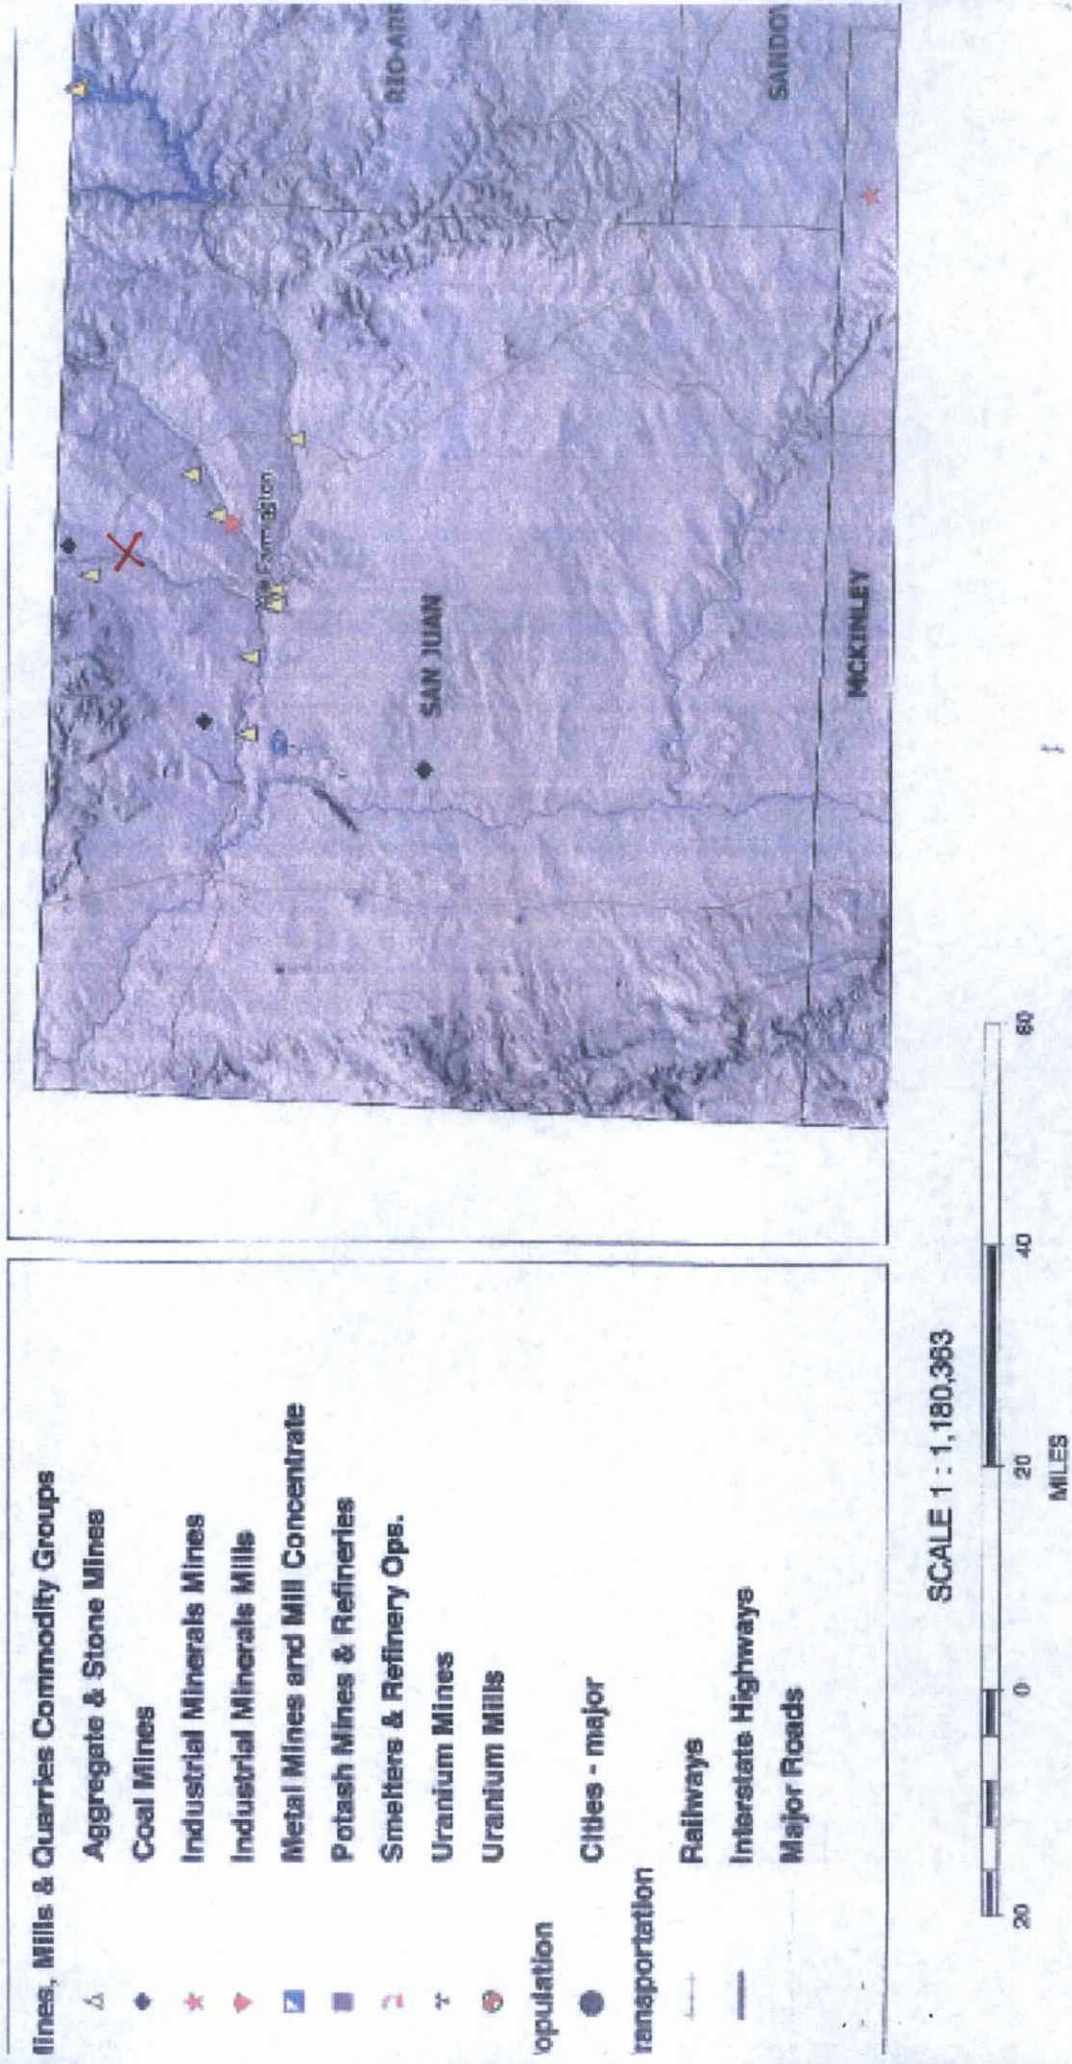 lines, Mills & Quarries Commodity Groups
Aggregate & Stone Mines
Coal Mines
Industrial Minerals Mines
Industrial Minerals Mills
Metal Mines and Mill Concentrate
Potash Mines & Refineries
Smelters & Refinery Ops.
Uranium Mines
Uranium Mills
opulation
Cities - major
ransportation
Railways
Interstate Highways
Major Roads
RIO ARR
SANDOV
Farmington
SAN JUAN
MCKINLEY
SCALE 1 : 1,180,363
20 0 20 40 60
MILES